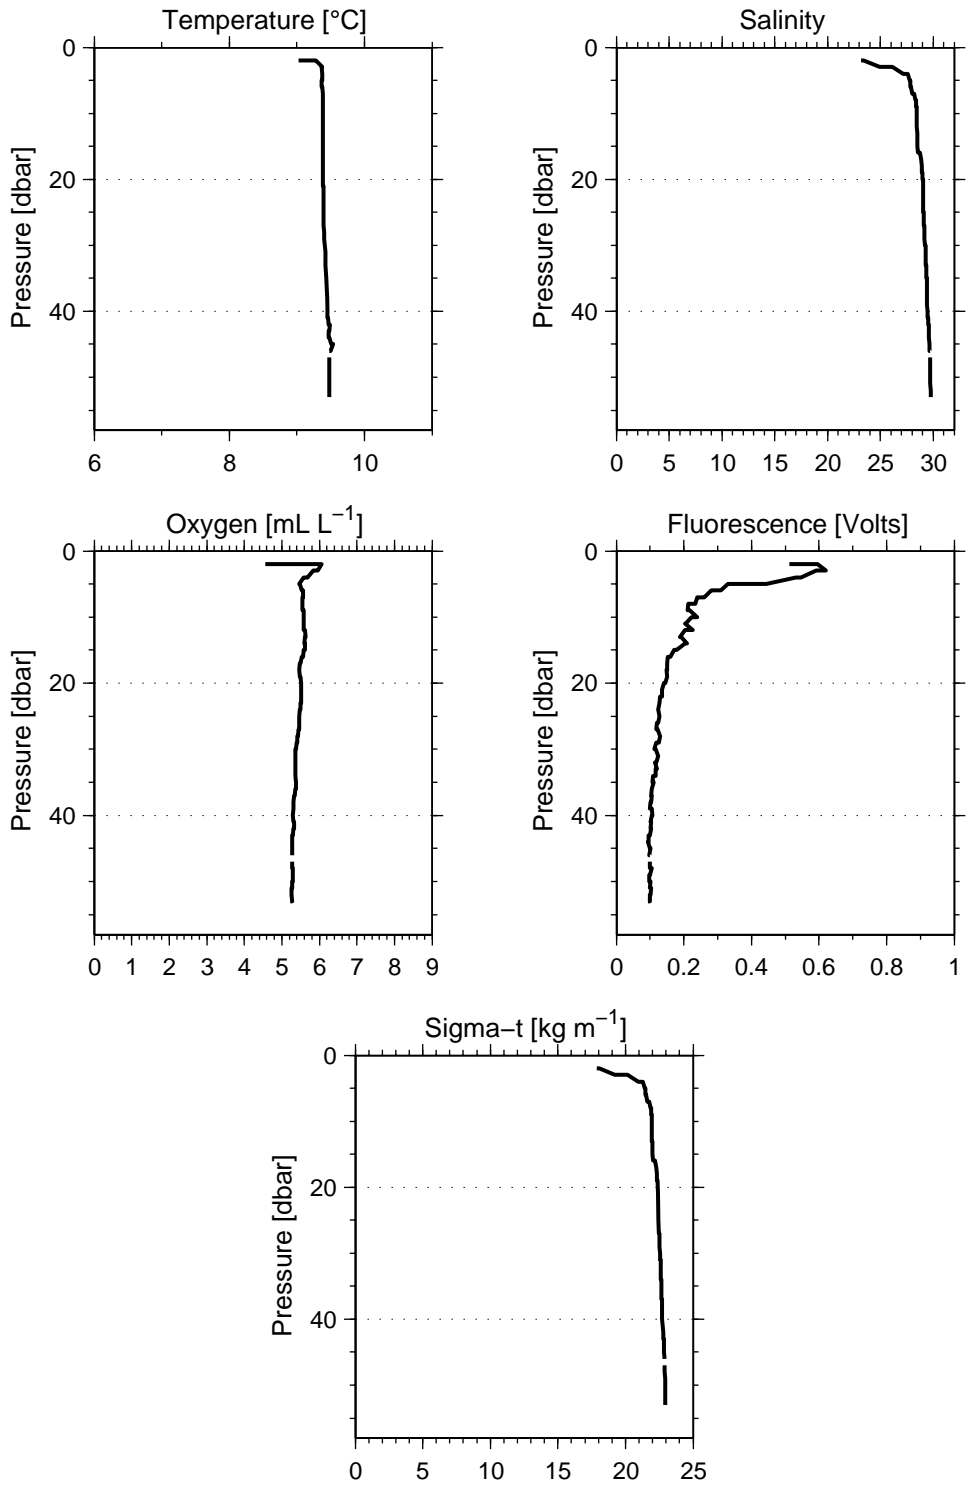 Temperature [°C]
0
20
40
Pressure [dbar]
6 8 10
Salinity
0
20
40
Pressure [dbar]
0 5 10 15 20 25 30
Oxygen [mL L−1]
0
20
40
Pressure [dbar]
0 1 2 3 4 5 6 7 8 9
Fluorescence [Volts]
0
20
40
Pressure [dbar]
0 0.2 0.4 0.6 0.8 1
Sigma−t [kg m−1]
0
20
40
Pressure [dbar]
0 5 10 15 20 25